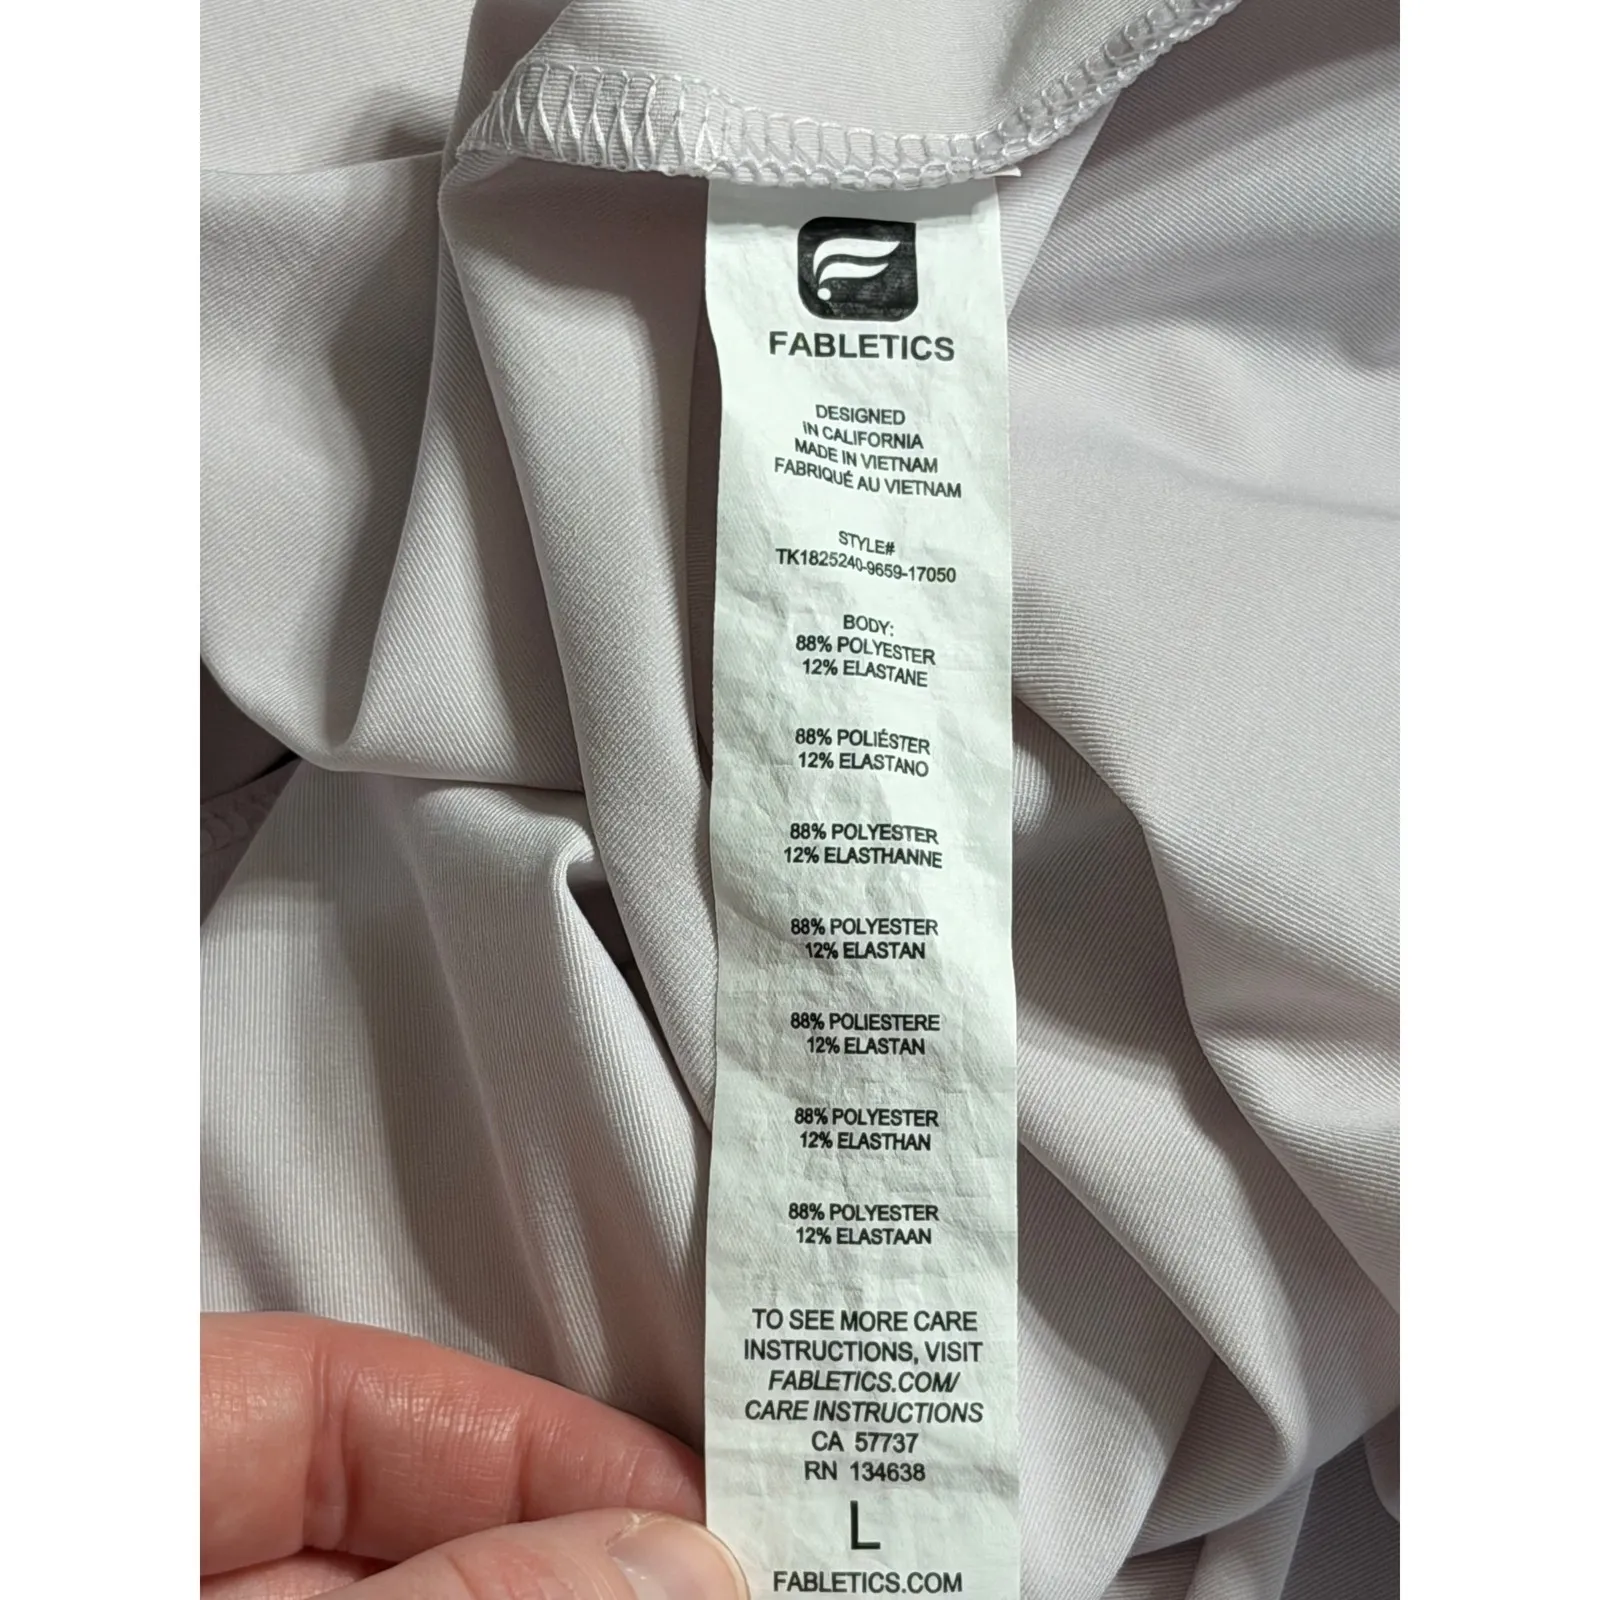 FABLETICS
DESIGNED
IN CALIFORNIA
MADE IN VIETNAM
FABRIQUÉ AU VIETNAM
STYLE#
TK1825240-9659-17050
BODY:
88% POLYESTER
12% ELASTANE
88% POLIÉSTER
12% ELASTANO
88% POLYESTER
12% ELASTHANNE
88% POLYESTER
12% ELASTAN
88% POLIESTERE
12% ELASTAN
88% POLYESTER
12% ELASTHAN
88% POLYESTER
12% ELASTAAN
TO SEE MORE CARE
INSTRUCTIONS, VISIT
FABLETICS.COM/
CARE INSTRUCTIONS
CA 57737
RN 134638
L
FABLETICS.COM